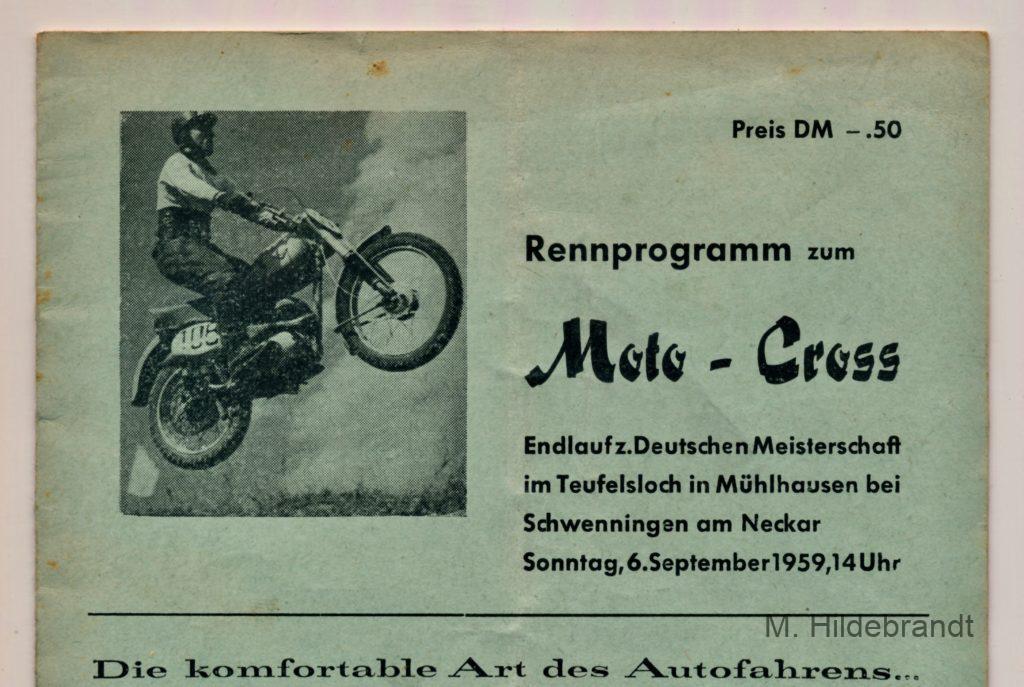 Preis DM – .50
Rennprogramm zum
Moto - Cross
Endlauf z. Deutschen Meisterschaft
im Teufelsloch in Mühlhausen bei
Schwenningen am Neckar
Sonntag, 6. September 1959, 14 Uhr
M. Hildebrandt
Die komfortable Art des Autofahrens...